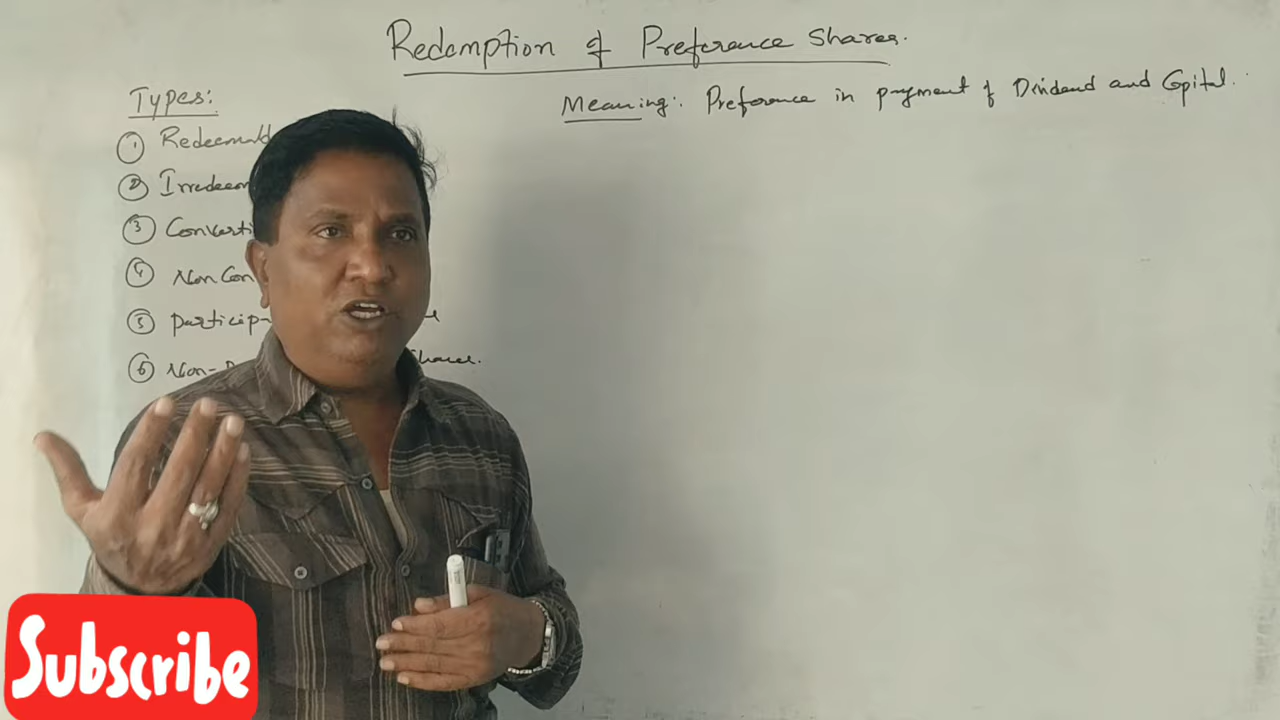 Redemption of Preference Shares.
Types:
Meaning: Preference in payment of Dividend and Capital.
① Redeemabl
② Irredeem
③ Converti
④ Non Con
⑤ Particip
⑥ Non- Shares.
Subscribe